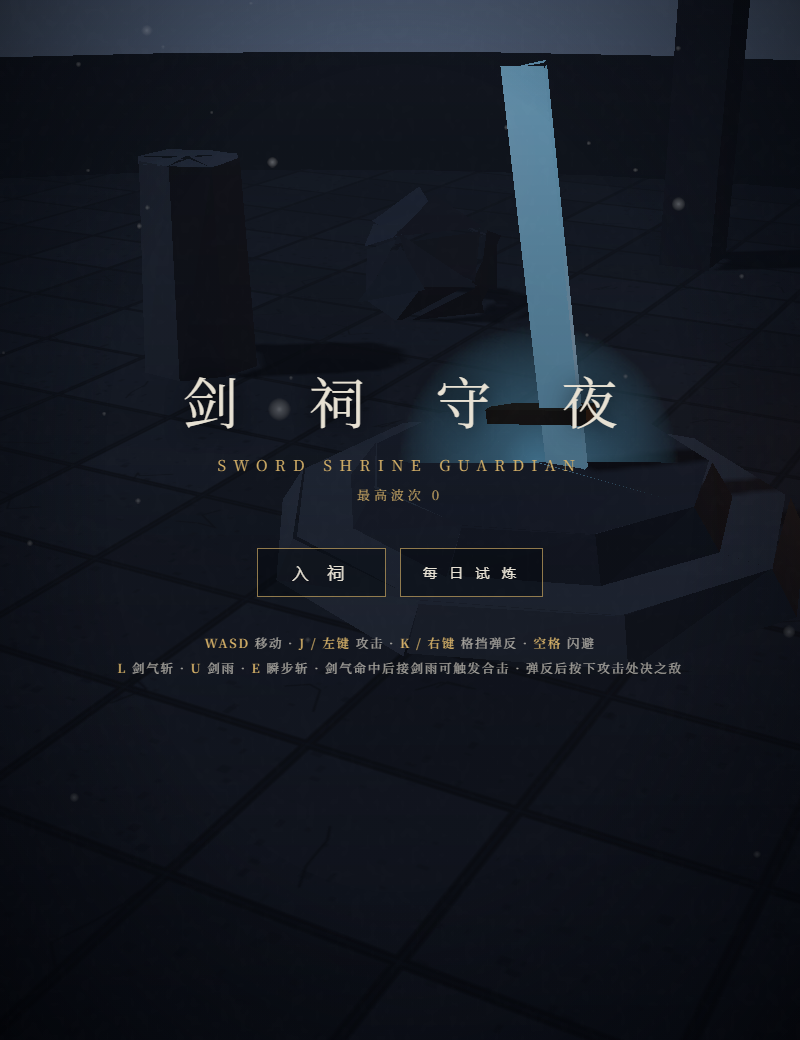 剑祠守夜
SWORD SHRINE GUARDIAN
最高波次 0
入祠
每日试炼
WASD 移动 · J / 左键 攻击 · K / 右键 格挡弹反 · 空格 闪避
L 剑气斩 · U 剑雨 · E 瞬步斩 · 剑气命中后接剑雨可触发合击 · 弹反后按下攻击处决之敌